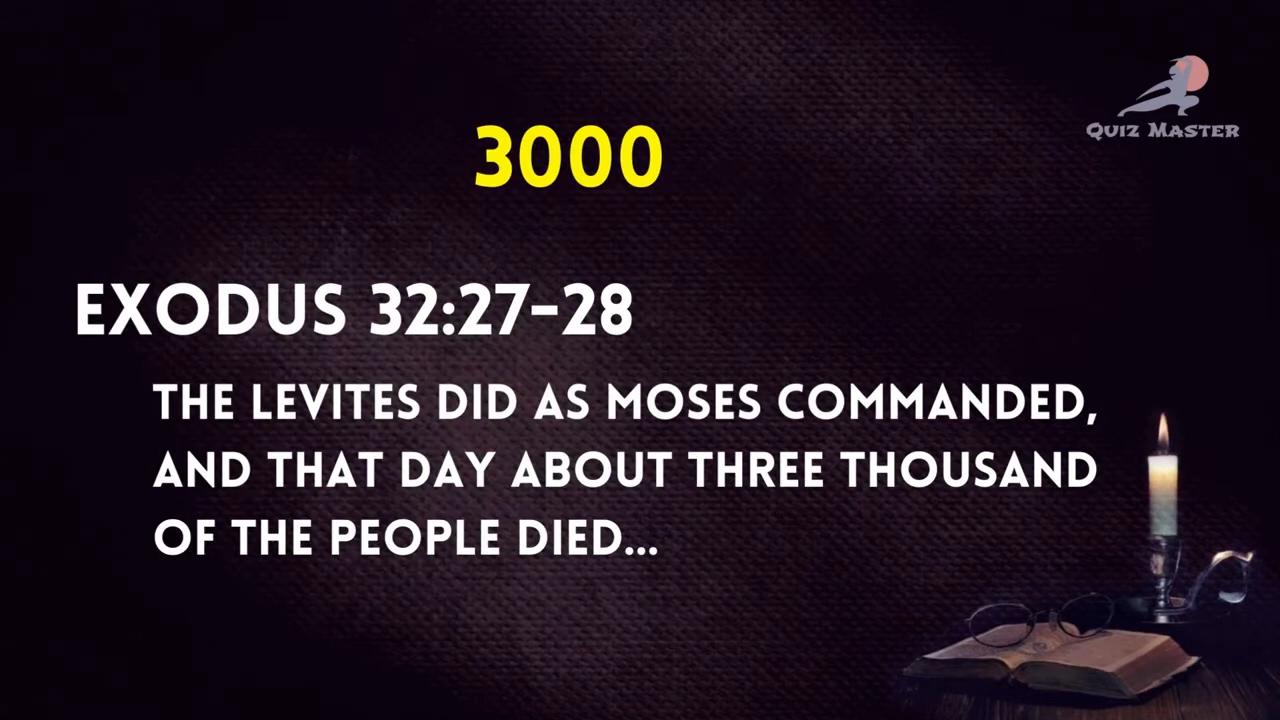 Quiz Master
3000
EXODUS 32:27-28
THE LEVITES DID AS MOSES COMMANDED,
AND THAT DAY ABOUT THREE THOUSAND
OF THE PEOPLE DIED...